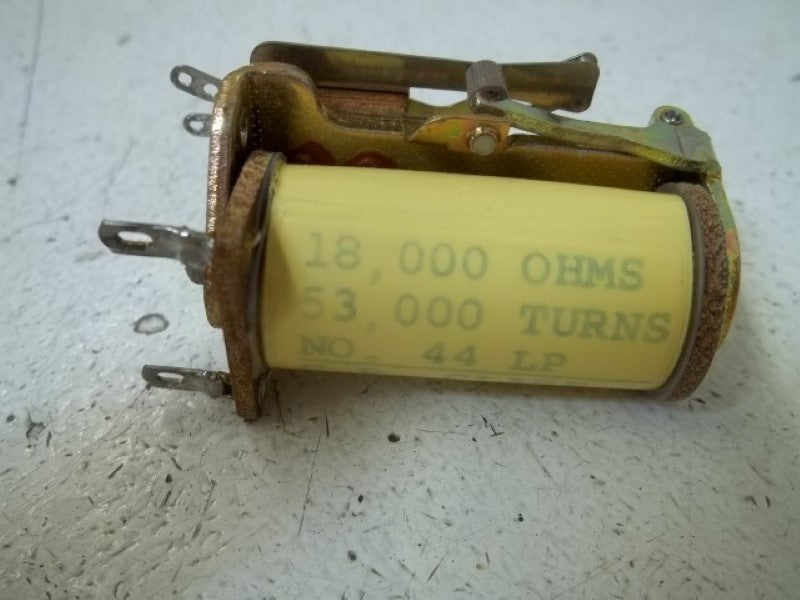 18,000 OHMS
53,000 TURNS
NO. 44 LP